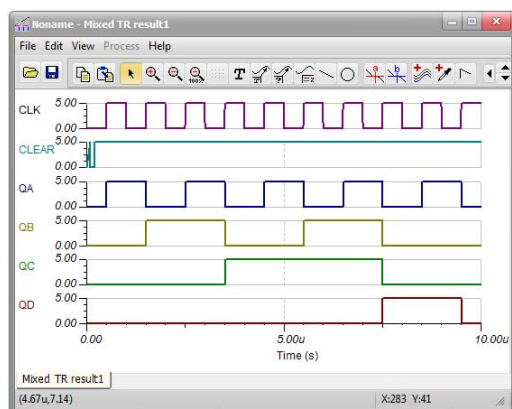 Noname - Mixed TR result1
File Edit View Process Help
T
100%
a
b
CLK
5.00
0.00
CLEAR
5.00
0.00
QA
5.00
0.00
QB
5.00
0.00
QC
5.00
0.00
QD
5.00
0.00
0.00 5.00u 10.00u
Time (s)
Mixed TR result1
(4.67u,7.14) X:283 Y:41